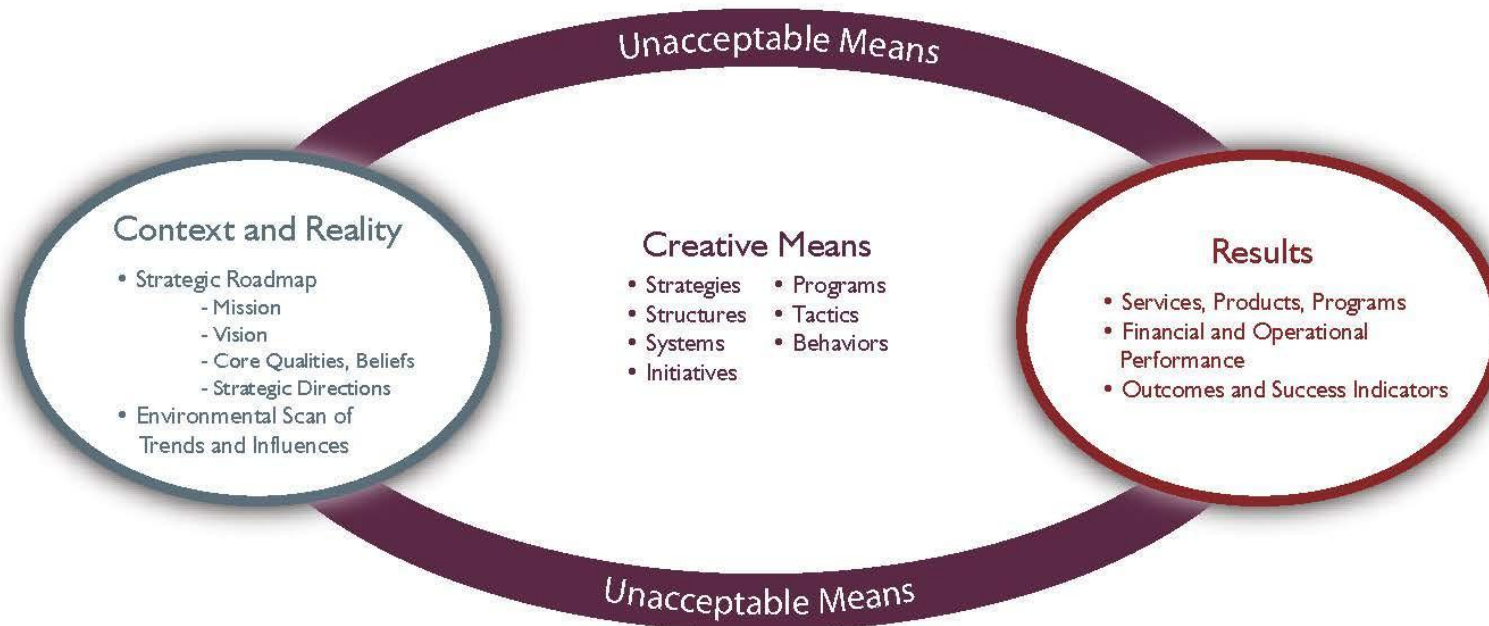 Unacceptable Means
Context and Reality
• Strategic Roadmap
- Mission
- Vision
- Core Qualities, Beliefs
- Strategic Directions
• Environmental Scan of
Trends and Influences
Creative Means
• Strategies
• Structures
• Systems
• Initiatives
• Programs
• Tactics
• Behaviors
Results
• Services, Products, Programs
• Financial and Operational
Performance
• Outcomes and Success Indicators
Unacceptable Means